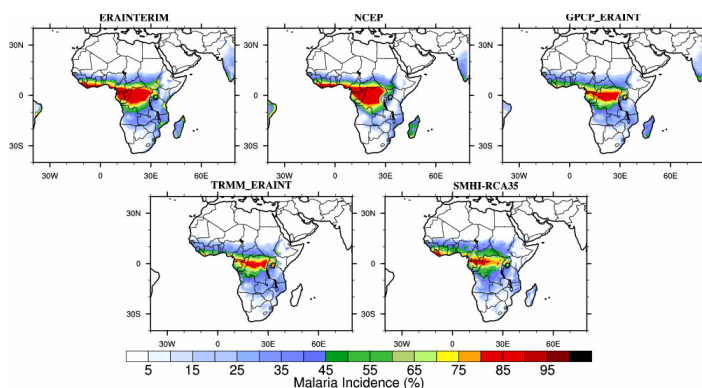 ERAINTERIM NCEP GPCP_ERAINT
30N 30N 30N
0 0 0
30S 30S 30S
30W 0 30E 60E 30W 0 30E 60E 30W 0 30E 60E
TRMM_ERAINT SMHI-RCA35
30N 30N
0 0
30S 30S
30W 0 30E 60E 30W 0 30E 60E
5 15 25 35 45 55 65 75 85 95
Malaria Incidence (%)